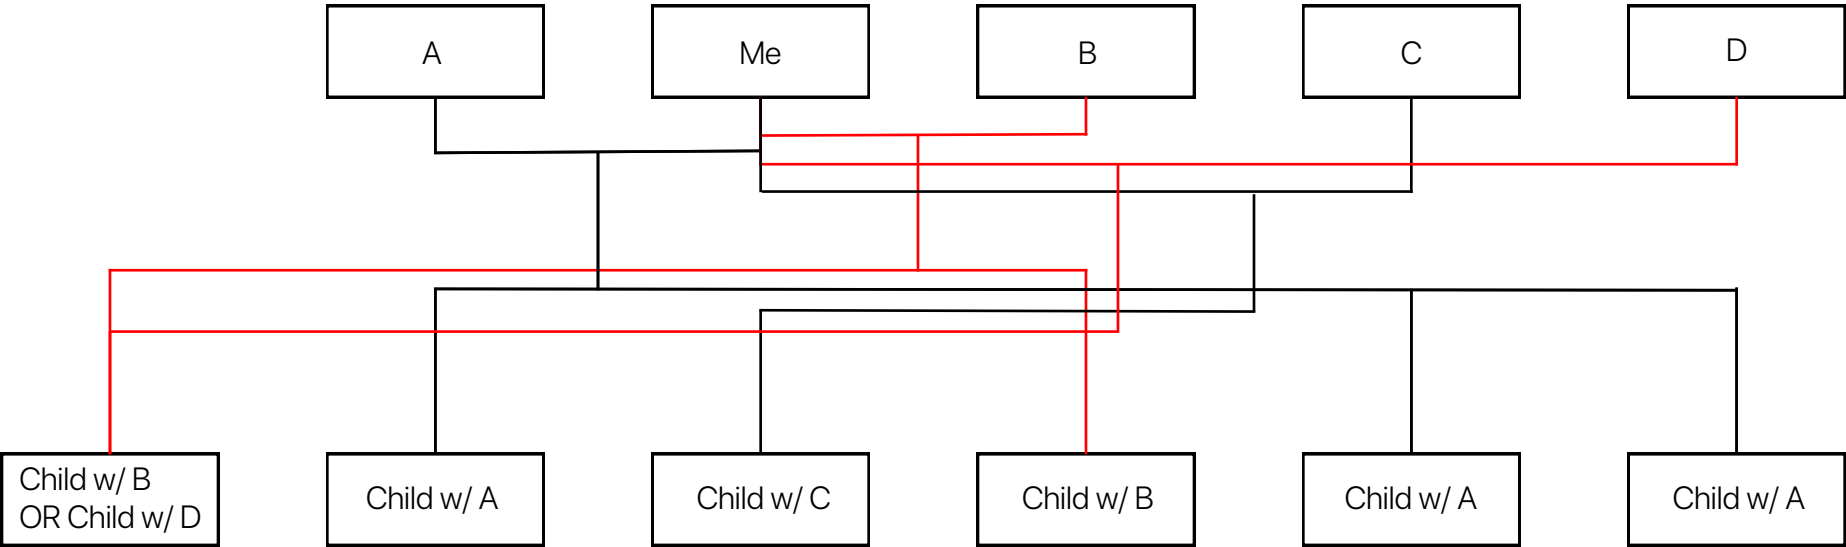 A
Me
B
C
D
Child w/ B
OR Child w/ D
Child w/ A
Child w/ C
Child w/ B
Child w/ A
Child w/ A